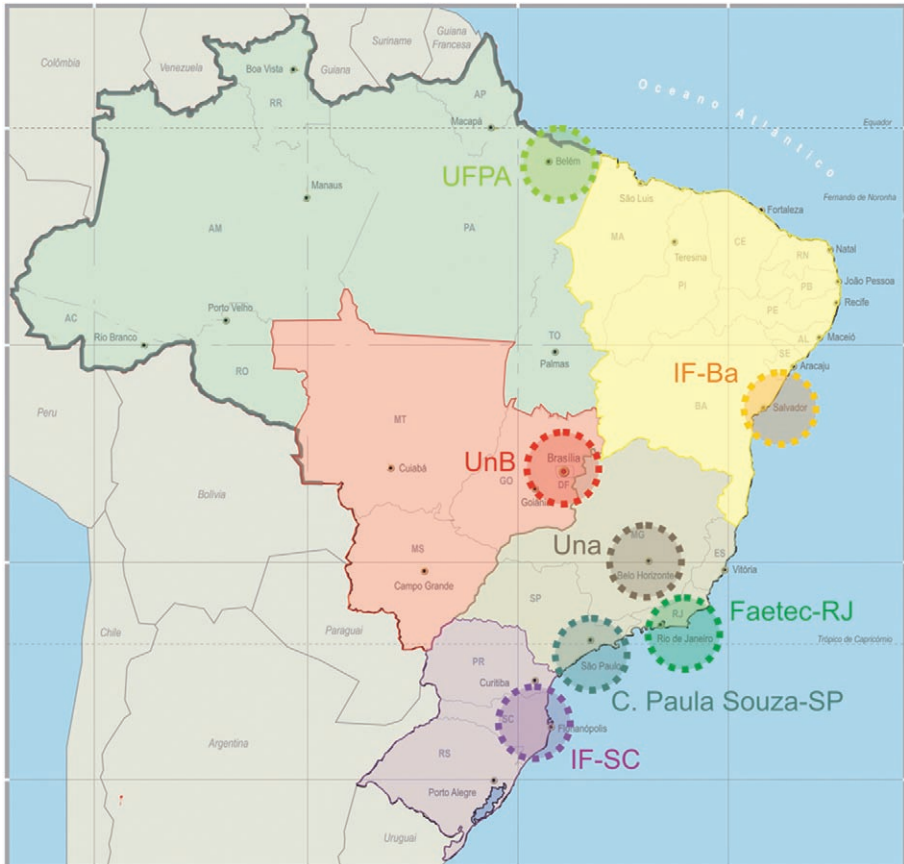 Colômbia
Venezuela
Guiana
Suriname
Guiana
Francesa
Boa Vista
RR
AP
Macapá
Oceano Atlântico
Equador
UFPA
Belém
Manaus
AM
PA
São Luís
Fortaleza
Fernando de Noronha
MA
Teresina
CE
RN
Natal
PI
PB
João Pessoa
PE
Recife
AC
Porto Velho
Rio Branco
RO
TO
Palmas
AL
Maceió
SE
Aracaju
IF-Ba
BA
Salvador
Peru
MT
Cuiabá
UnB
Brasília
DF
GO
Goiânia
Bolívia
Una
MG
Belo Horizonte
ES
Vitória
MS
Campo Grande
SP
RJ
Faetec-RJ
Rio de Janeiro
Chile
Paraguai
Trópico de Capricórnio
São Paulo
PR
Curitiba
C. Paula Souza-SP
SC
Florianópolis
IF-SC
Argentina
RS
Porto Alegre
Uruguai